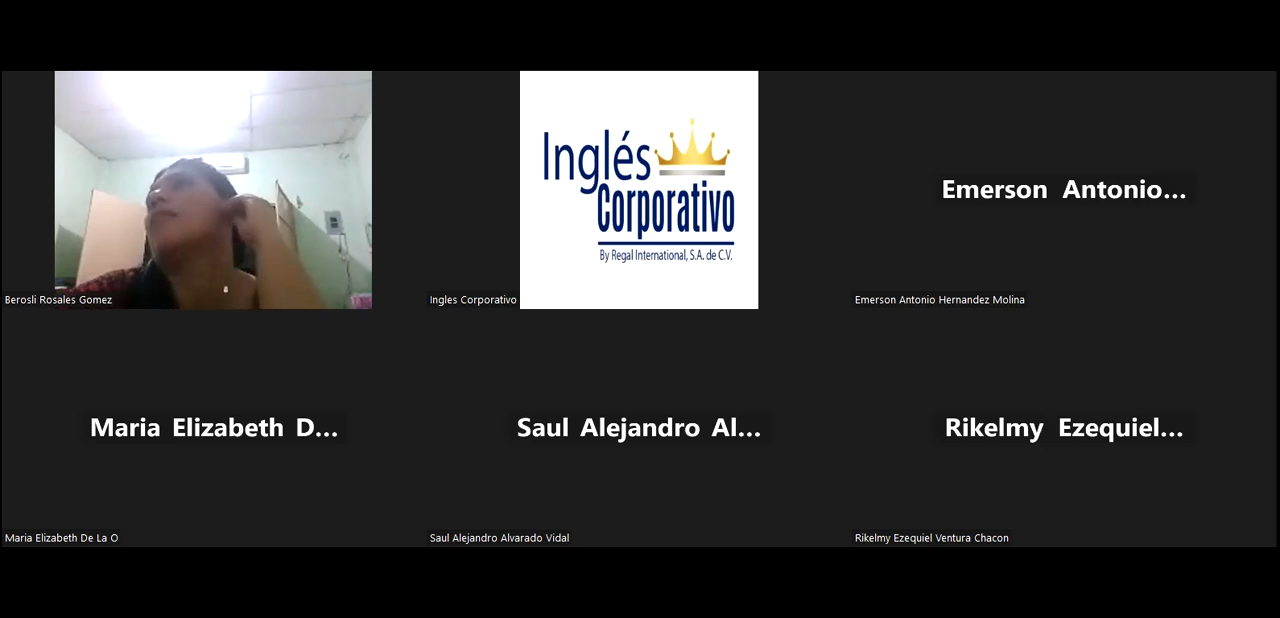 Inglés
Corporativo
By Regal International, S.A. de C.V.
Emerson Antonio...
Berosli Rosales Gomez
Ingles Corporativo
Emerson Antonio Hernandez Molina
Maria Elizabeth D...
Saul Alejandro Al...
Rikelmy Ezequiel...
Maria Elizabeth De La O
Saul Alejandro Alvarado Vidal
Rikelmy Ezequiel Ventura Chacon